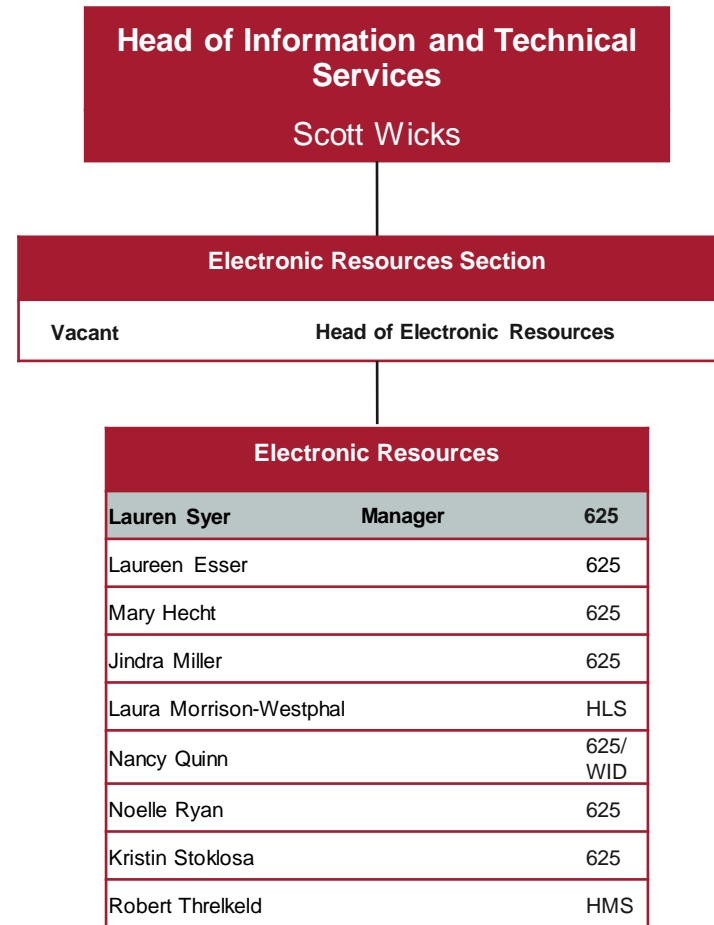 Head of Information and Technical
Services
Scott Wicks
Electronic Resources Section
Vacant Head of Electronic Resources
Electronic Resources
Lauren Syer Manager 625
Laureen Esser 625
Mary Hecht 625
Jindra Miller 625
Laura Morrison-Westphal HLS
Nancy Quinn 625/
WID
Noelle Ryan 625
Kristin Stoklosa 625
Robert Threlkeld HMS